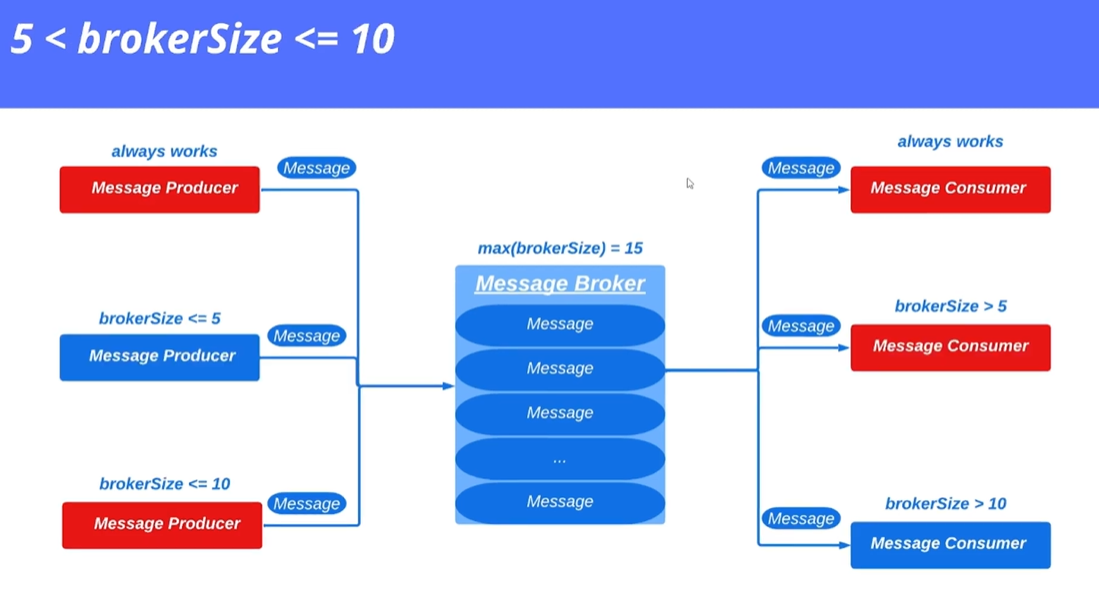 5 < brokerSize <= 10
always works
Message Producer
Message
brokerSize <= 5
Message Producer
Message
brokerSize <= 10
Message Producer
Message
max(brokerSize) = 15
Message Broker
Message
Message
Message
...
Message
always works
Message
Message Consumer
brokerSize > 5
Message
Message Consumer
brokerSize > 10
Message
Message Consumer